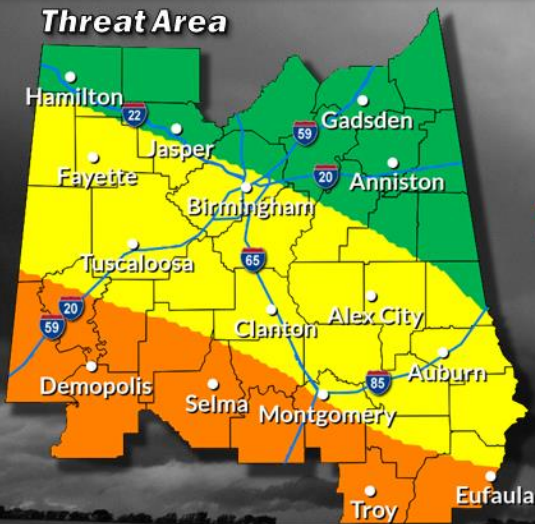 Threat Area
Hamilton
22
Jasper
59
Gadsden
Fayette
20
Anniston
Birmingham
Tuscaloosa
65
20
59
Clanton
Alex City
Auburn
Demopolis
Selma
Montgomery
85
Troy
Eufaula